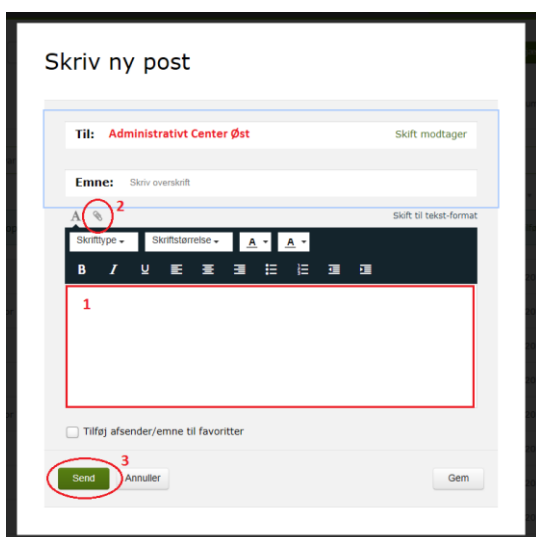 Skriv ny post
Til: Administrativt Center Øst Skift modtager
Emne: Skriv overskrift
2
A Skift til tekst-format
Skrifttype Skriftstørrelse A A
B I U
1
Tilføj afsender/emne til favoritter
3
Send Annuller Gem